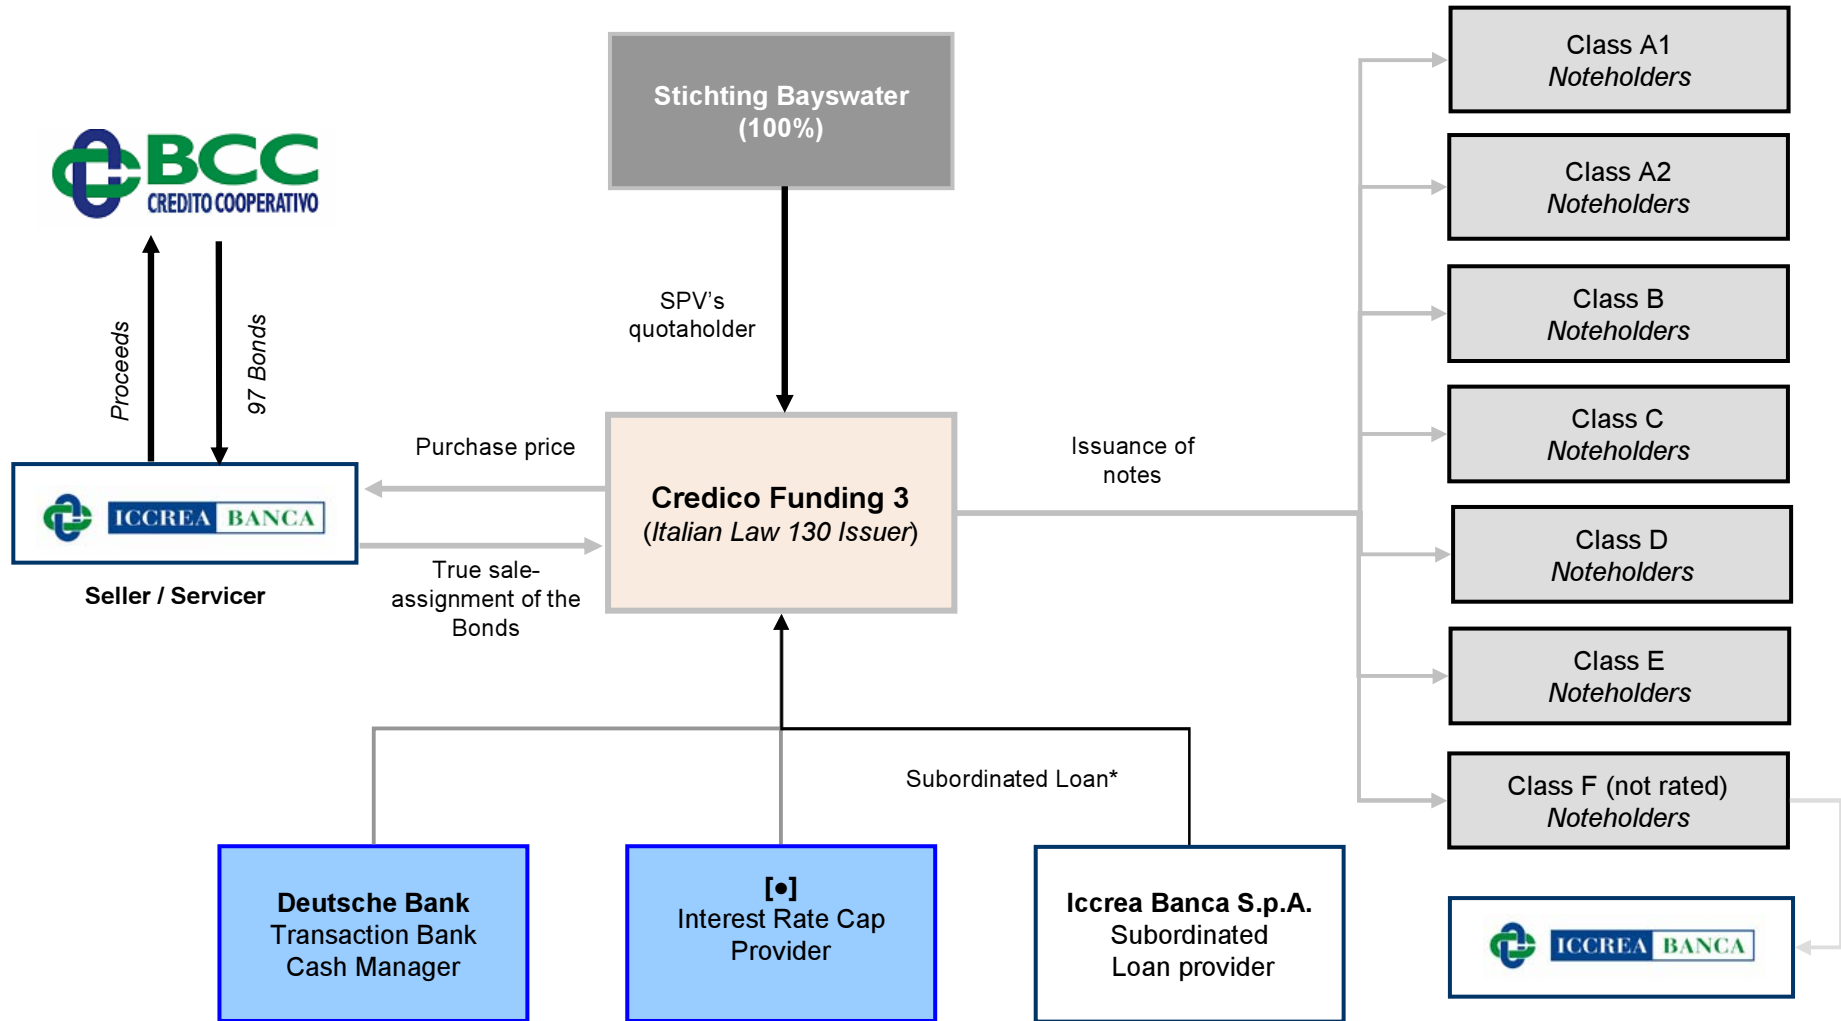 Stichting Bayswater
(100%)
BCC
CREDITO COOPERATIVO
Proceeds
97 Bonds
SPV’s
quotaholder
ICCREA BANCA
Seller / Servicer
Purchase price
True sale-
assignment of the
Bonds
Credico Funding 3
(Italian Law 130 Issuer)
Issuance of
notes
Class A1
Noteholders
Class A2
Noteholders
Class B
Noteholders
Class C
Noteholders
Class D
Noteholders
Class E
Noteholders
Class F (not rated)
Noteholders
Subordinated Loan*
Deutsche Bank
Transaction Bank
Cash Manager
[●]
Interest Rate Cap
Provider
Iccrea Banca S.p.A.
Subordinated
Loan provider
ICCREA BANCA